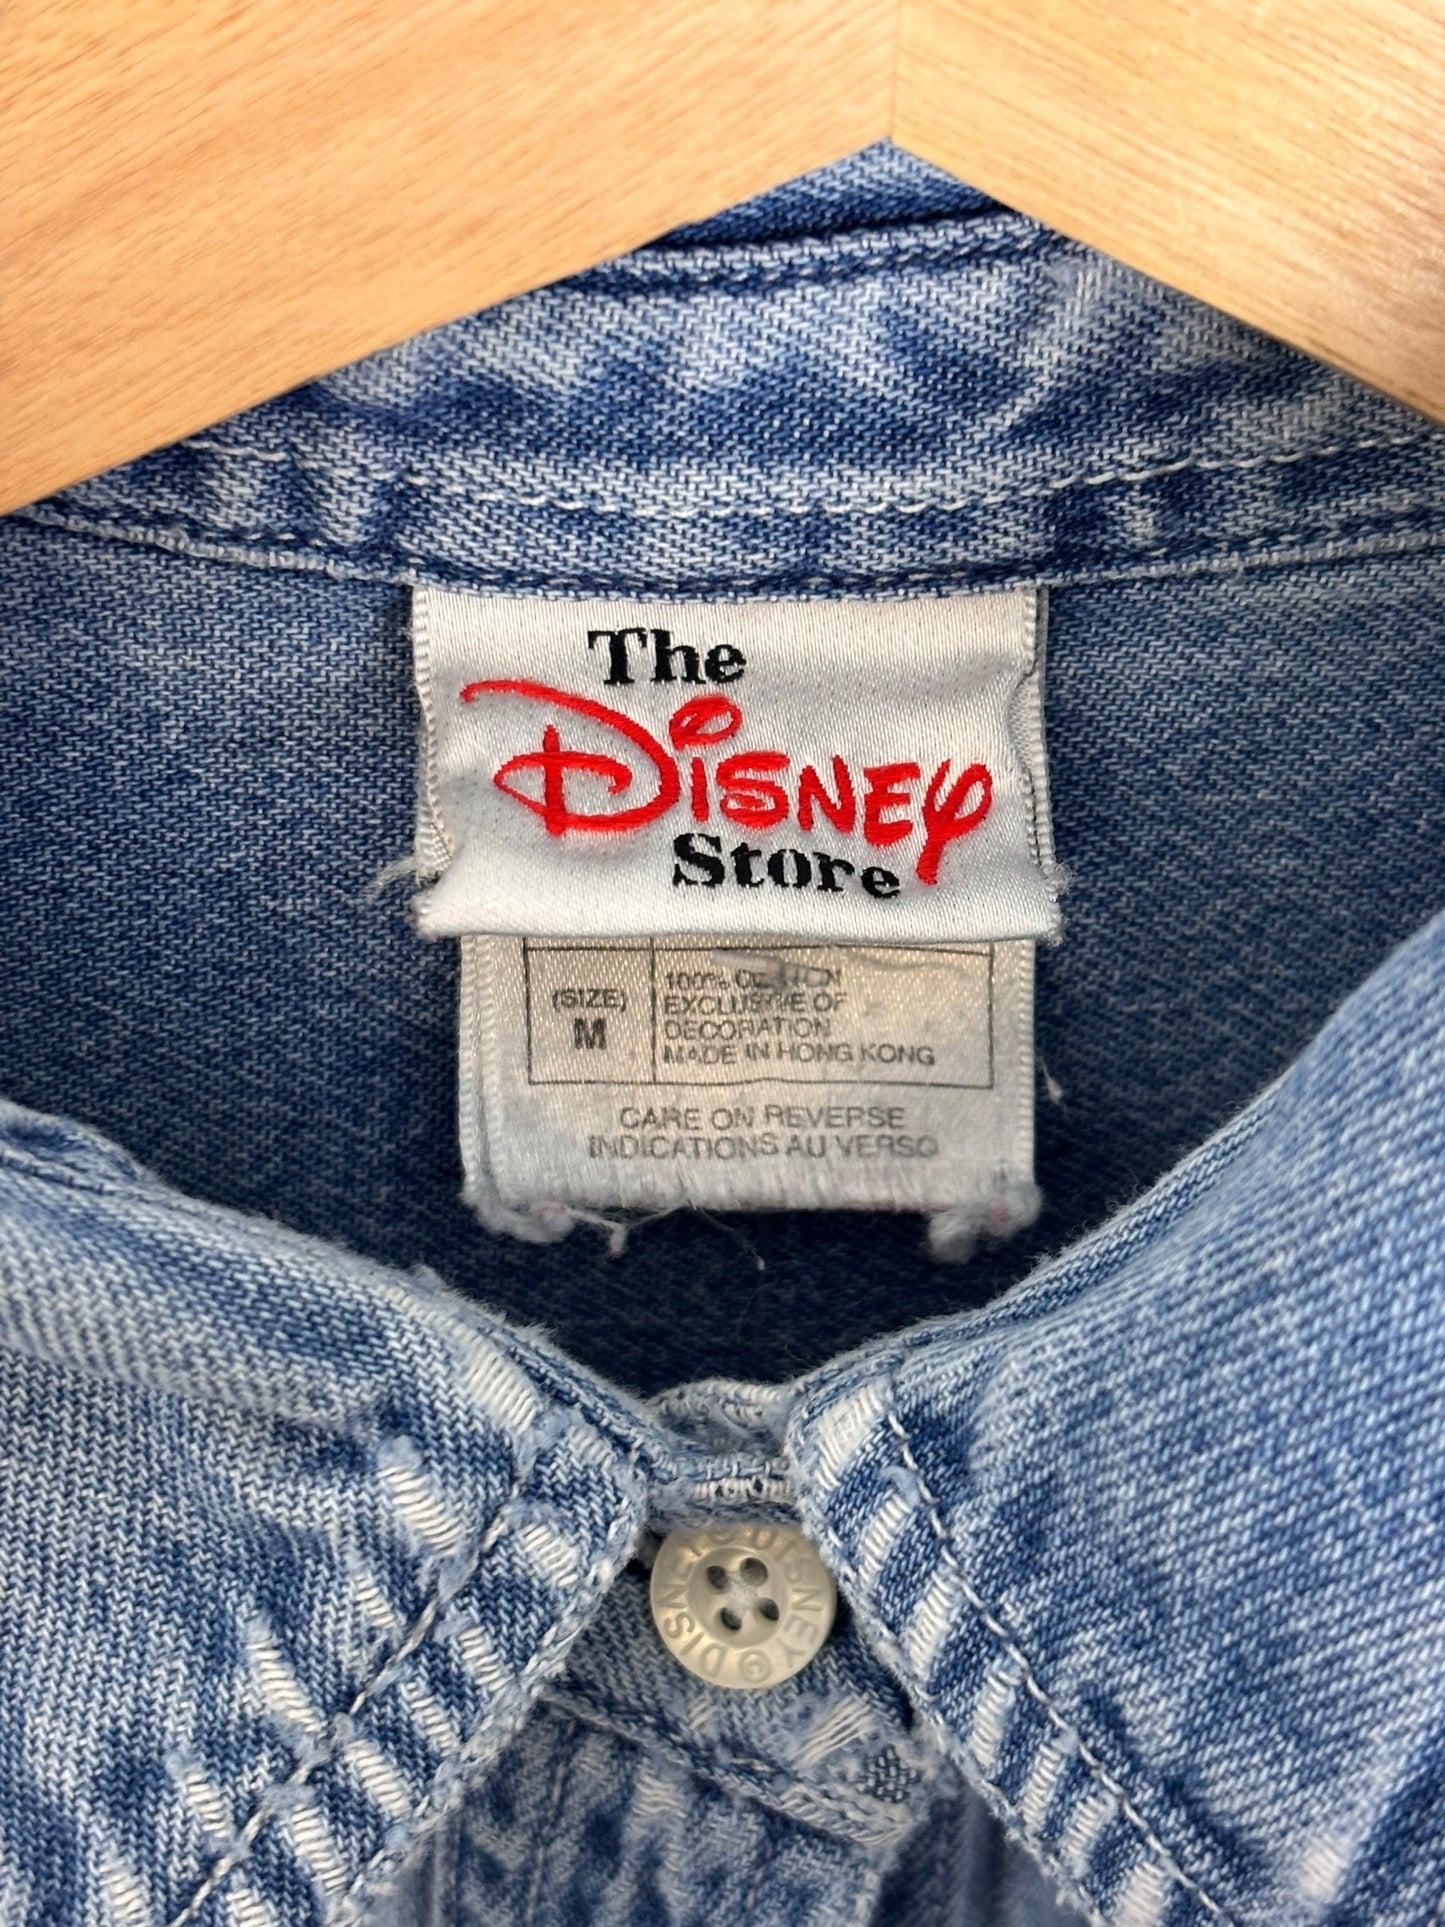 The
Disney
Store
(SIZE)
M
100% COTTON
EXCLUSIVE OF
DECORATION
MADE IN HONG KONG
CARE ON REVERSE
INDICATIONS AU VERSO
DISNEY © DISNEY ©